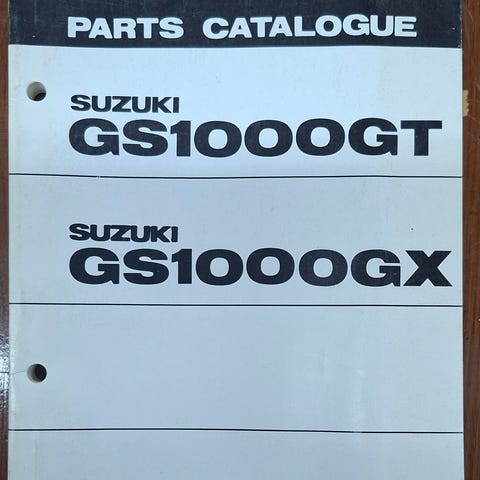 PARTS CATALOGUE
SUZUKI
GS1000GT
SUZUKI
GS1000GX